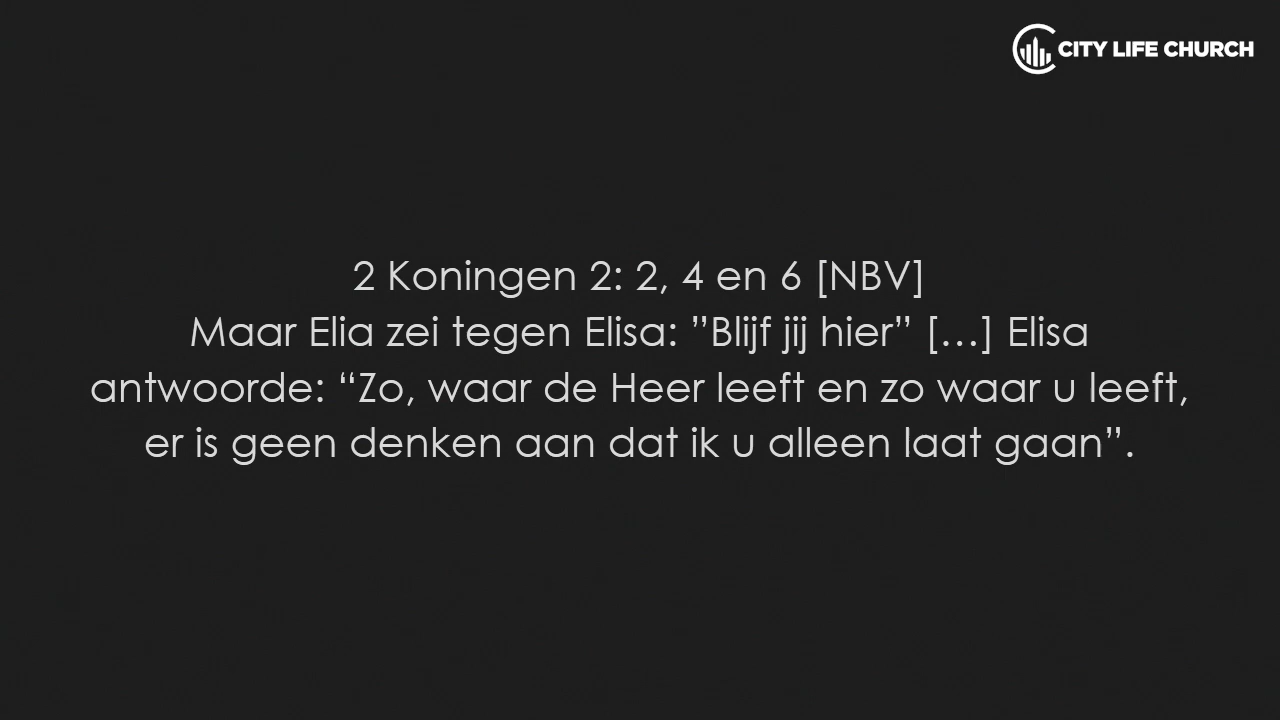 CITY LIFE CHURCH
2 Koningen 2: 2, 4 en 6 [NBV]
Maar Elia zei tegen Elisa: ”Blijf jij hier” […] Elisa
antwoorde: “Zo, waar de Heer leeft en zo waar u leeft,
er is geen denken aan dat ik u alleen laat gaan”.